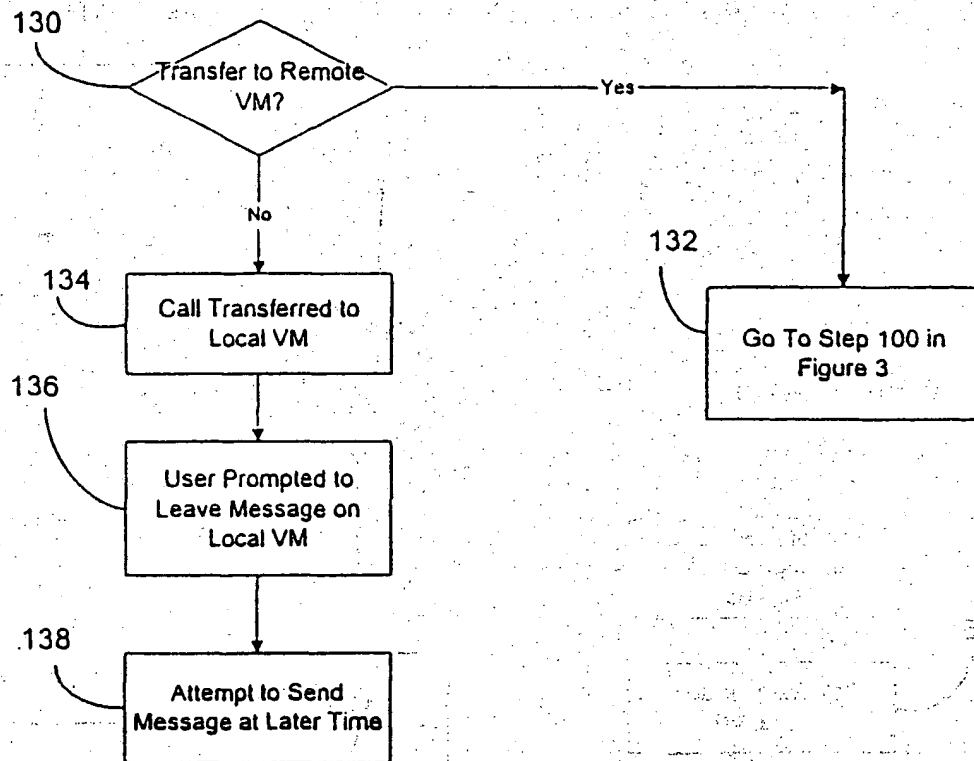 130
Transfer to Remote
VM?
Yes
No
134
Call Transferred to
Local VM
132
Go To Step 100 in
Figure 3
136
User Prompted to
Leave Message on
Local VM
138
Attempt to Send
Message at Later Time